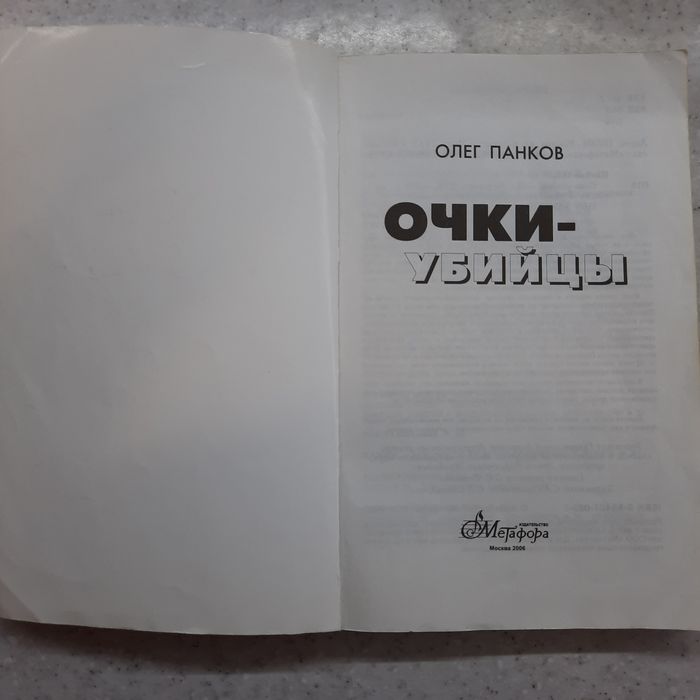 ОЛЕГ ПАНКОВ
ОЧКИ-
УБИЙЦЫ
ИЗДАТЕЛЬСТВО
Метафора
Москва 2006